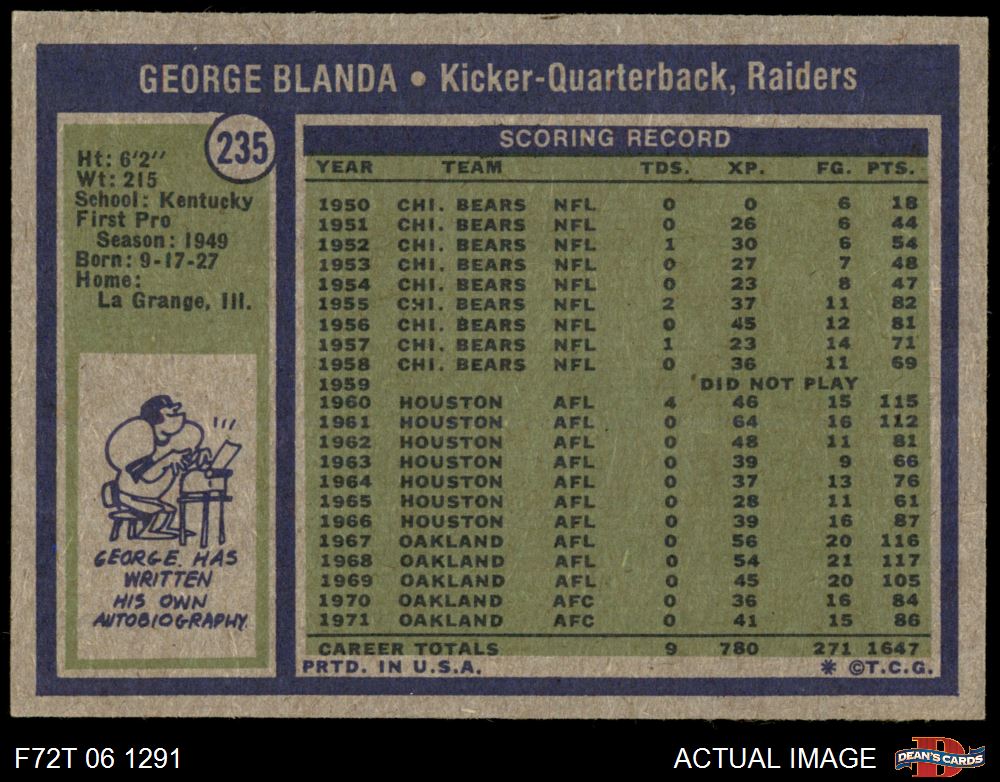 GEORGE BLANDA • Kicker-Quarterback, Raiders
235
Ht: 6'2''
Wt: 215
School: Kentucky
First Pro
Season: 1949
Born: 9-17-27
Home:
La Grange, Ill.
GEORGE HAS
WRITTEN
HIS OWN
AUTOBIOGRAPHY
SCORING RECORD
YEAR TEAM TDS. XP. FG. PTS.
1950 CHI. BEARS NFL 0 0 6 18
1951 CHI. BEARS NFL 0 26 6 44
1952 CHI. BEARS NFL 1 30 6 54
1953 CHI. BEARS NFL 0 27 7 48
1954 CHI. BEARS NFL 0 23 8 47
1955 CHI. BEARS NFL 2 37 11 82
1956 CHI. BEARS NFL 0 45 12 81
1957 CHI. BEARS NFL 1 23 14 71
1958 CHI. BEARS NFL 0 36 11 69
1959 DID NOT PLAY
1960 HOUSTON AFL 4 46 15 115
1961 HOUSTON AFL 0 64 16 112
1962 HOUSTON AFL 0 48 11 81
1963 HOUSTON AFL 0 39 9 66
1964 HOUSTON AFL 0 37 13 76
1965 HOUSTON AFL 0 28 11 61
1966 HOUSTON AFL 0 39 16 87
1967 OAKLAND AFL 0 56 20 116
1968 OAKLAND AFL 0 54 21 117
1969 OAKLAND AFL 0 45 20 105
1970 OAKLAND AFC 0 36 16 84
1971 OAKLAND AFC 0 41 15 86
CAREER TOTALS 9 780 271 1647
PRTD. IN U.S.A. * ©T.C.G.
F72T 06 1291
ACTUAL IMAGE
D
DEAN'S CARDS